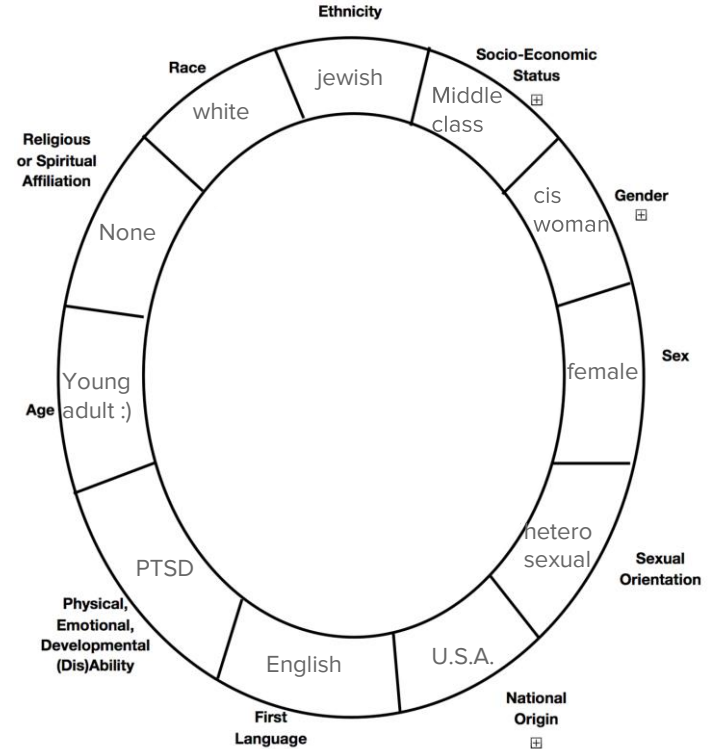 Ethnicity
jewish
Socio-Economic
Status
Middle
class
Gender
cis
woman
Sex
female
Sexual
Orientation
hetero
sexual
National
Origin
U.S.A.
First
Language
English
Physical,
Emotional,
Developmental
(Dis)Ability
PTSD
Age
Young
adult :)
Religious
or Spiritual
Affiliation
None
Race
white